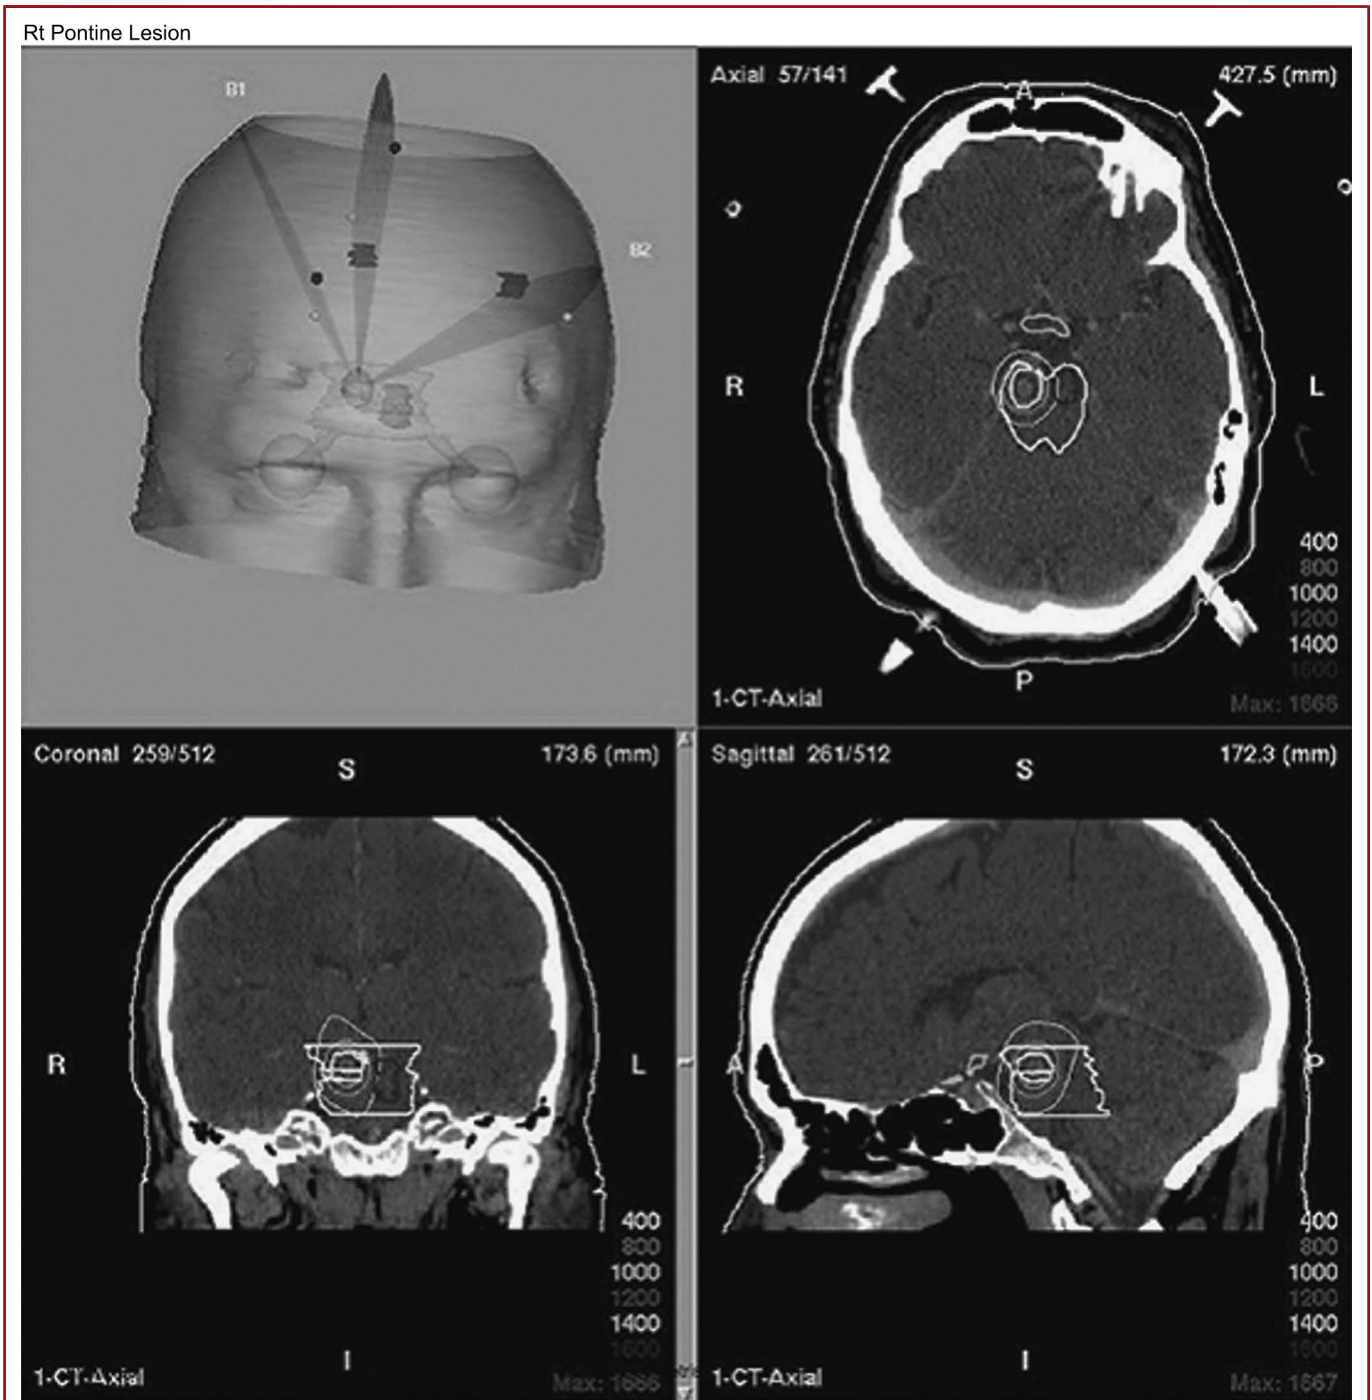 Rt Pontine Lesion
B1
B2
Axial 57/141
427.5 (mm)
A
R
L
P
400
800
1000
1200
1400
1600
1-CT-Axial
Max: 1666
Coronal 259/512
173.6 (mm)
S
R
L
I
400
800
1000
1200
1400
1600
1-CT-Axial
Max: 1666
Sagittal 261/512
172.3 (mm)
S
A
P
I
400
800
1000
1200
1400
1600
1-CT-Axial
Max: 1667